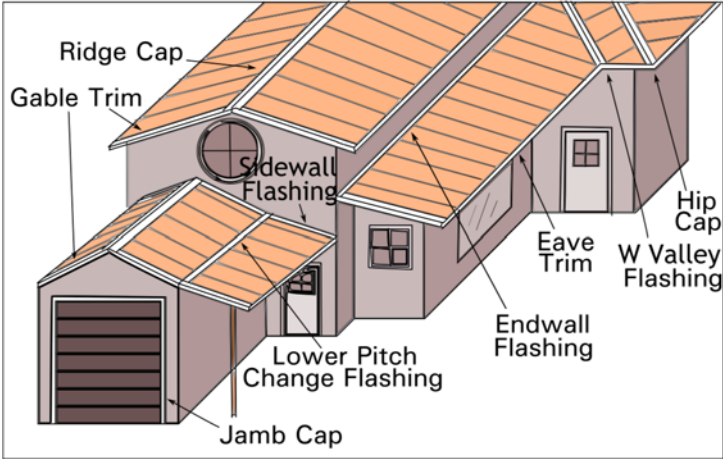 Ridge Cap
Gable Trim
Sidewall
Flashing
Hip
Cap
Eave
Trim
W Valley
Flashing
Endwall
Flashing
Lower Pitch
Change Flashing
Jamb Cap